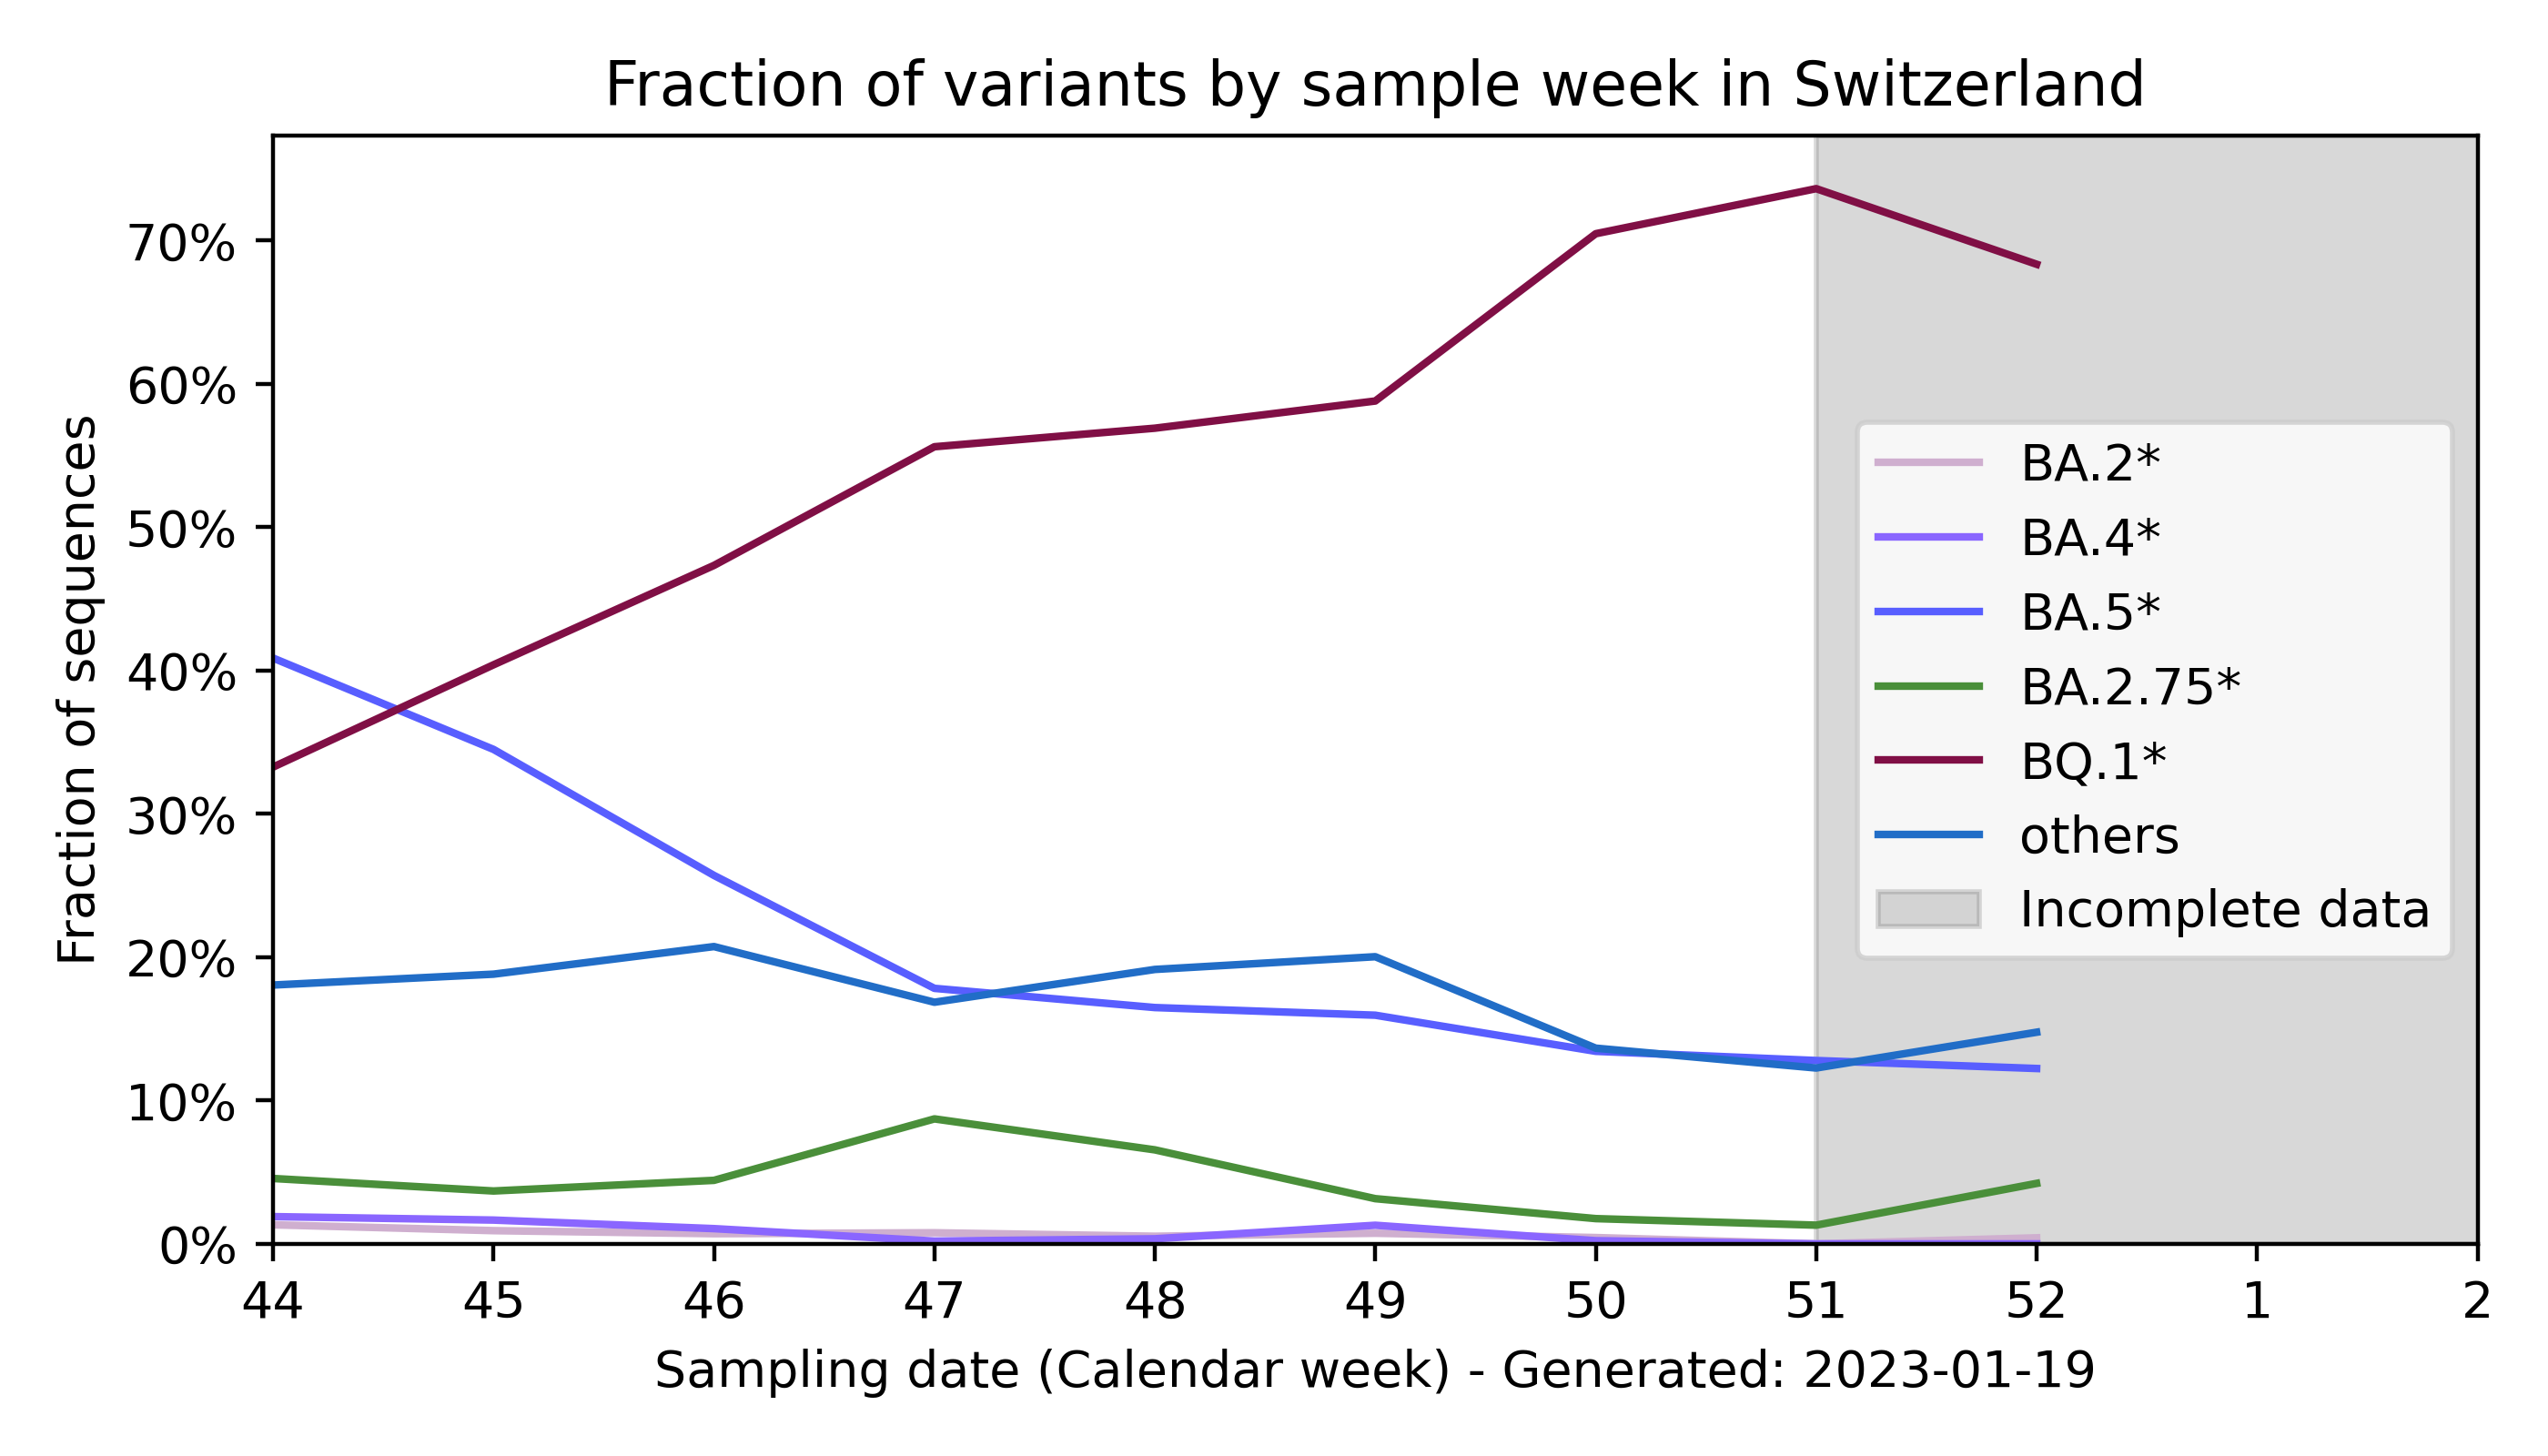 Fraction of variants by sample week in Switzerland
Fraction of sequences
70%
60%
50%
40%
30%
20%
10%
0%
BA.2*
BA.4*
BA.5*
BA.2.75*
BQ.1*
others
Incomplete data
44 45 46 47 48 49 50 51 52 1 2
Sampling date (Calendar week) - Generated: 2023-01-19